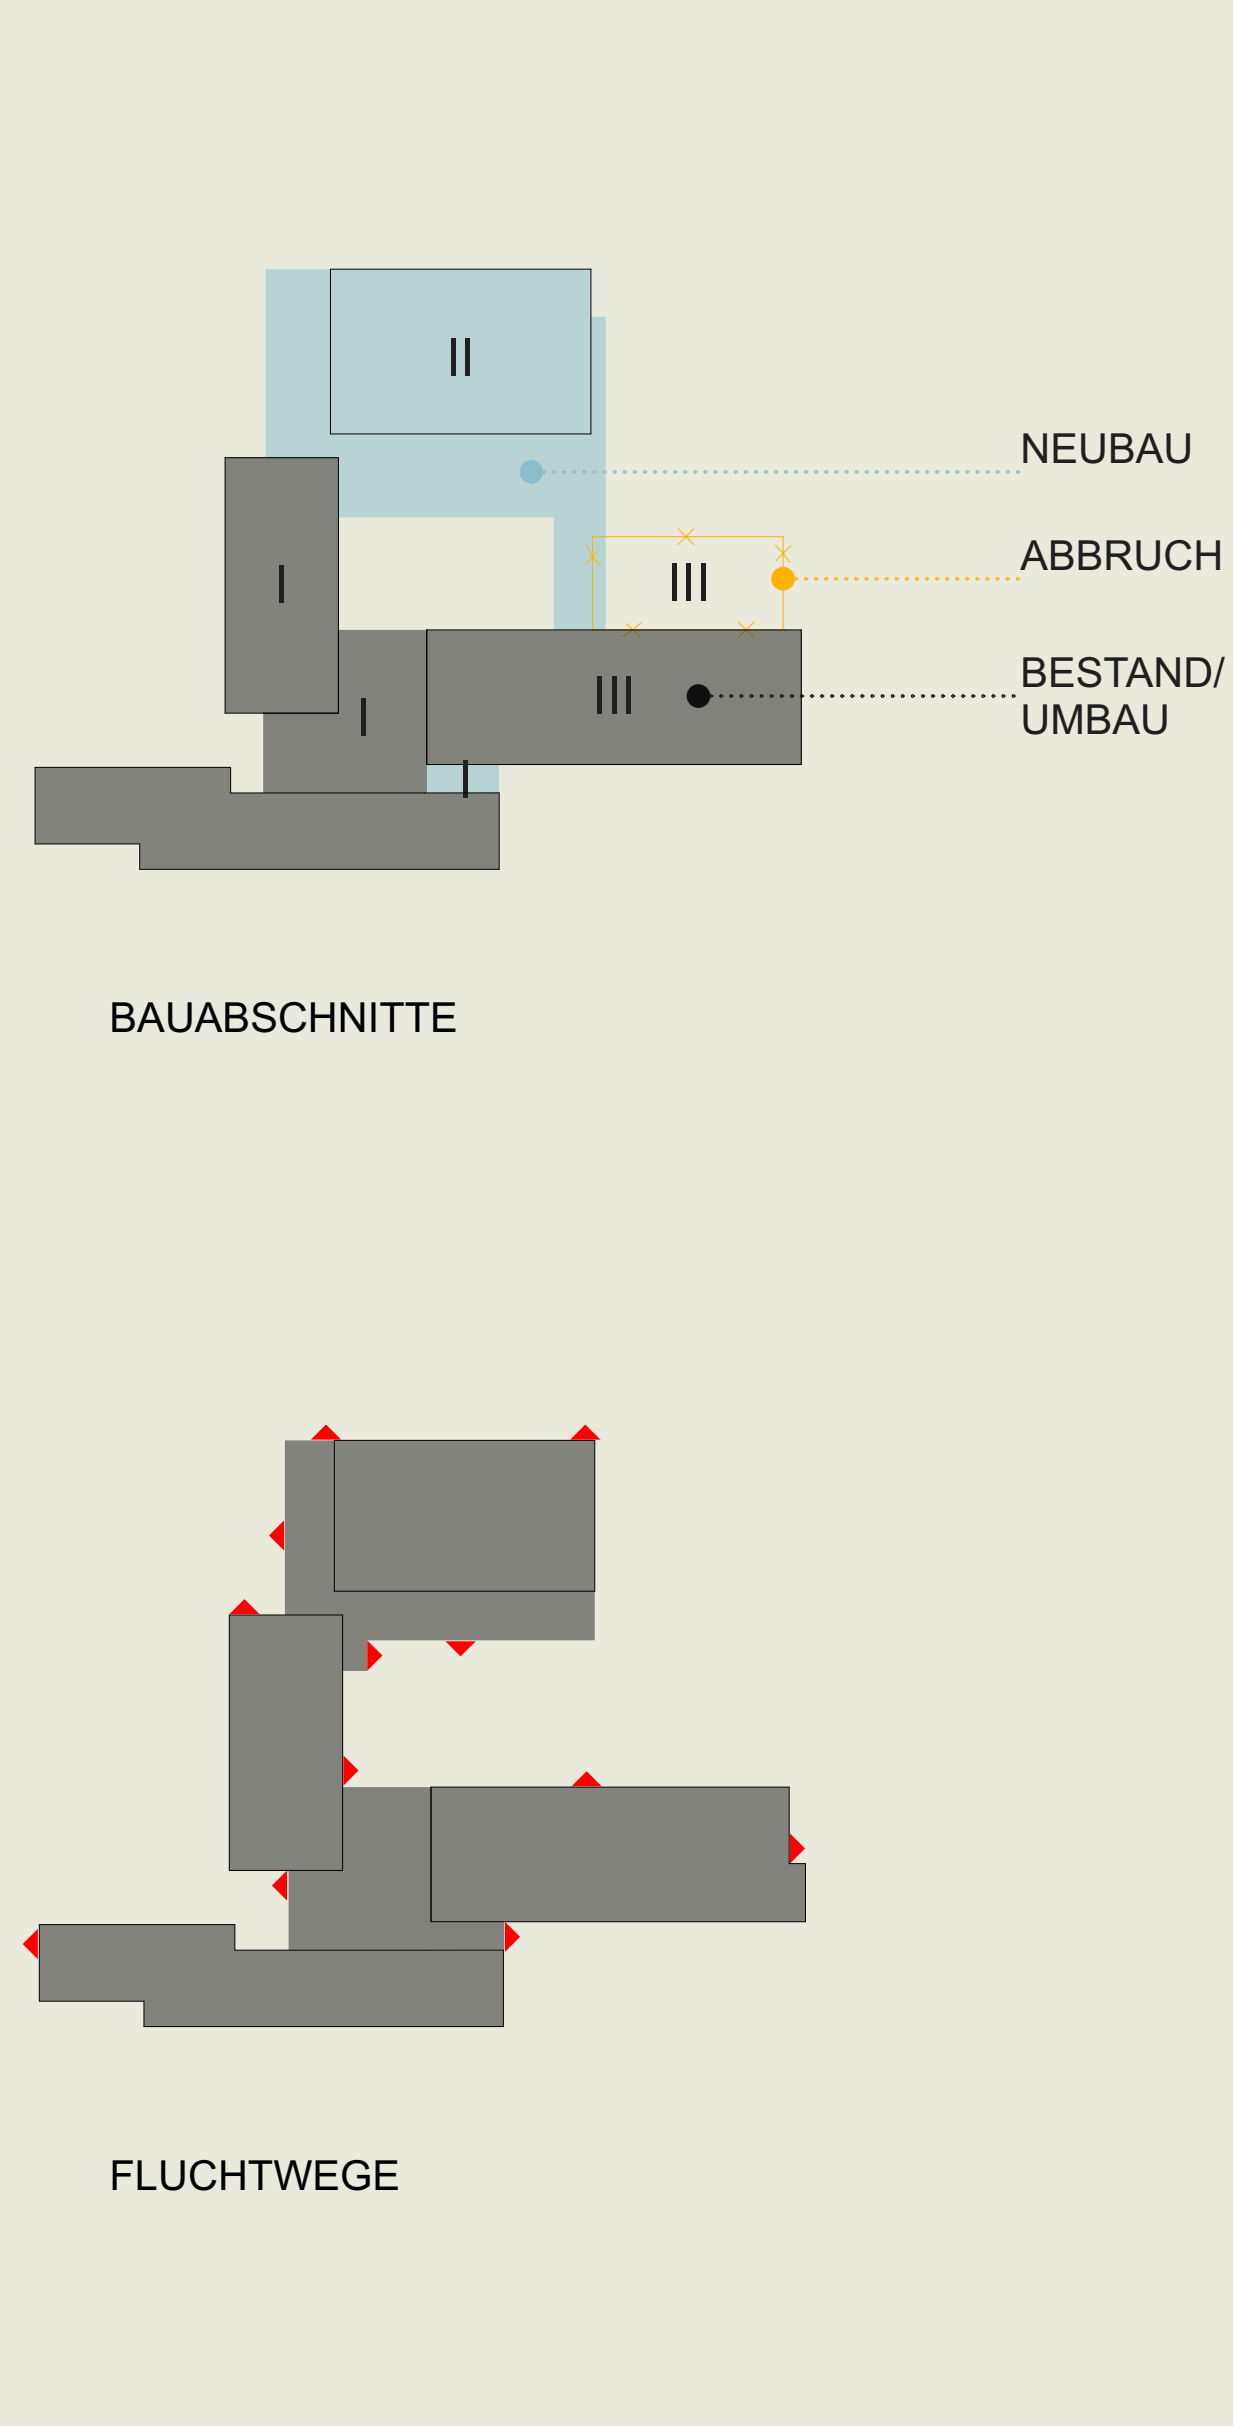 II
NEUBAU
ABBRUCH
III
I
BESTAND/
UMBAU
III
I
I
BAUABSCHNITTE
FLUCHTWEGE